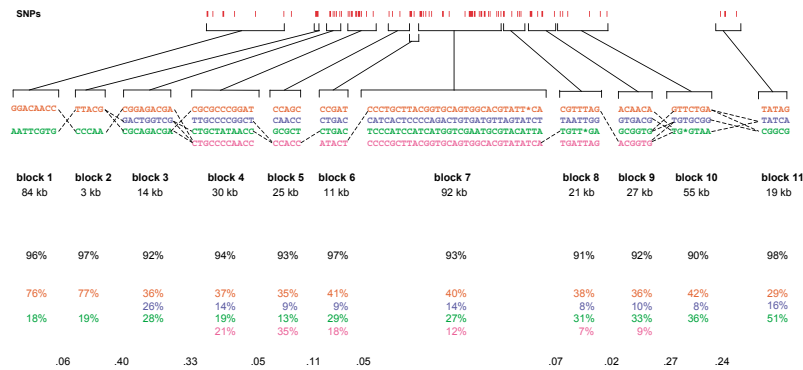 SNPs
GGACAACC TTACG CGGAGACGA CGCGCCCGGAT CCAGC CCGAT CCCTGCTTACGGTGCAGTGGCACGTATT*CA CGTTTAG ACAACA GTTCTGA TATAG
GACTGGTCG TTGCCCCGGCT CAACC CTGAC CATCACTCCCCAGACTGTGATGTTAGTATCT TAATTGG GTGACG TGTGCGG TATCA
AATTCGTG CCCAA CGCAGACGA CTGCTATAACC GCGCT CTGAC TCCCATCCATCATGGTCGAATGCGTACATTA TGTT*GA GCGGTG TG*GTAA CGGCG
CTGCCCCAACC CCACC ATACT CCCCGCTTACGGTGCAGTGGCACGTATATCA TGATTAG ACGGTG
block 1 block 2 block 3 block 4 block 5 block 6 block 7 block 8 block 9 block 10 block 11
84 kb 3 kb 14 kb 30 kb 25 kb 11 kb 92 kb 21 kb 27 kb 55 kb 19 kb
96% 97% 92% 94% 93% 97% 93% 91% 92% 90% 98%
76% 77% 36% 37% 35% 41% 40% 38% 36% 42% 29%
26% 14% 9% 9% 14% 8% 10% 8% 16%
18% 19% 28% 19% 13% 29% 27% 31% 33% 36% 51%
21% 35% 18% 12% 7% 9%
.06 .40 .33 .05 .11 .05 .07 .02 .27 .24